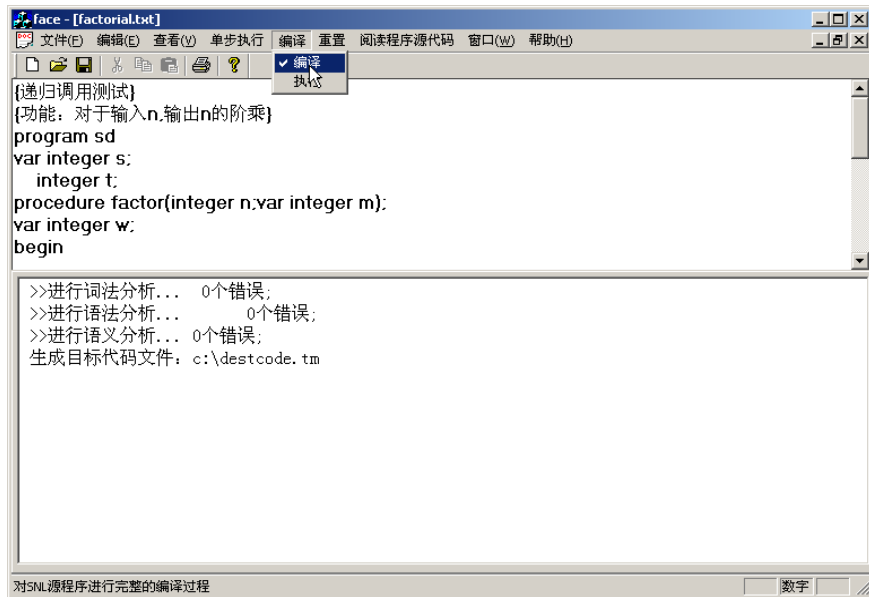 face - [factorial.txt]
文件(F) 编辑(E) 查看(V) 单步执行 编译 重置 阅读程序源代码 窗口(W) 帮助(H)
编译
执行
{递归调用测试}
{功能：对于输入n,输出n的阶乘}
program sd
var integer s;
integer t;
procedure factor(integer n;var integer m);
var integer w;
begin
>>进行词法分析... 0个错误;
>>进行语法分析... 0个错误;
>>进行语义分析... 0个错误;
生成目标代码文件：c:\destcode.tm
对SNL源程序进行完整的编译过程
数字